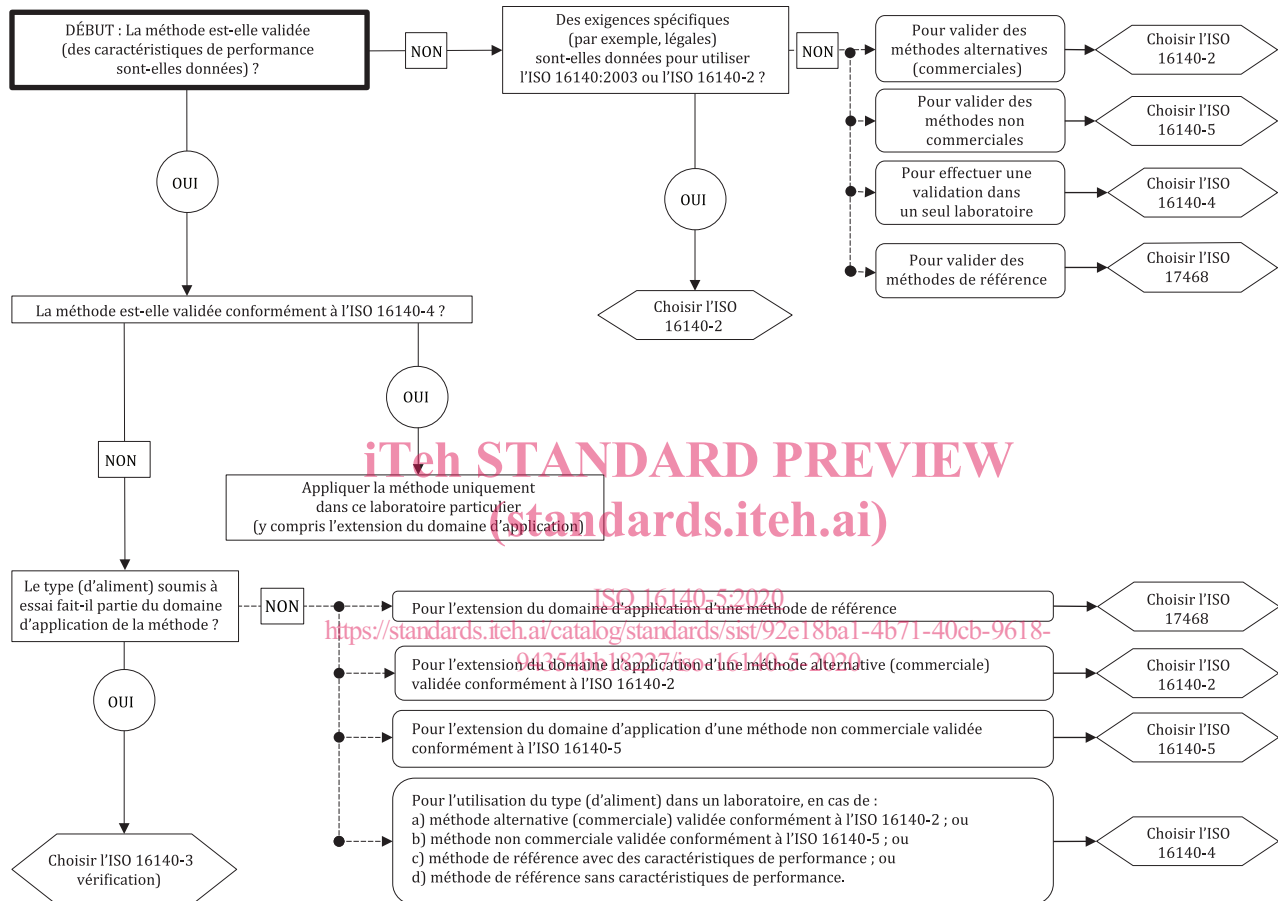 DÉBUT : La méthode est-elle validée
(des caractéristiques de performance
sont-elles données) ?
NON
Des exigences spécifiques
(par exemple, légales)
sont-elles données pour utiliser
l'ISO 16140:2003 ou l'ISO 16140-2 ?
NON
Pour valider des
méthodes alternatives
(commerciales)
Choisir l'ISO
16140-2
Pour valider des
méthodes non
commerciales
Choisir l'ISO
16140-5
Pour effectuer une
validation dans
un seul laboratoire
Choisir l'ISO
16140-4
Pour valider des
méthodes de référence
Choisir l'ISO
17468
OUI
OUI
Choisir l'ISO
16140-2
La méthode est-elle validée conformément à l'ISO 16140-4 ?
OUI
NON
Appliquer la méthode uniquement
dans ce laboratoire particulier
(y compris l'extension du domaine d'application)
iTeh STANDARD PREVIEW
(standards.iteh.ai)
Le type (d'aliment) soumis à
essai fait-il partie du domaine
d'application de la méthode ?
NON
ISO 16140-5:2020
Pour l'extension du domaine d'application d'une méthode de référence
Choisir l'ISO
17468
https://standards.iteh.ai/catalog/standards/sist/92e18ba1-4b71-40cb-9618-
94354bb18227/iso-16140-5-2020
Pour l'extension du domaine d'application d'une méthode alternative (commerciale)
validée conformément à l'ISO 16140-2
Choisir l'ISO
16140-2
OUI
Pour l'extension du domaine d'application d'une méthode non commerciale validée
conformément à l'ISO 16140-5
Choisir l'ISO
16140-5
Pour l'utilisation du type (d'aliment) dans un laboratoire, en cas de :
a) méthode alternative (commerciale) validée conformément à l'ISO 16140-2 ; ou
b) méthode non commerciale validée conformément à l'ISO 16140-5 ; ou
c) méthode de référence avec des caractéristiques de performance ; ou
d) méthode de référence sans caractéristiques de performance.
Choisir l'ISO
16140-4
Choisir l'ISO 16140-3
vérification)